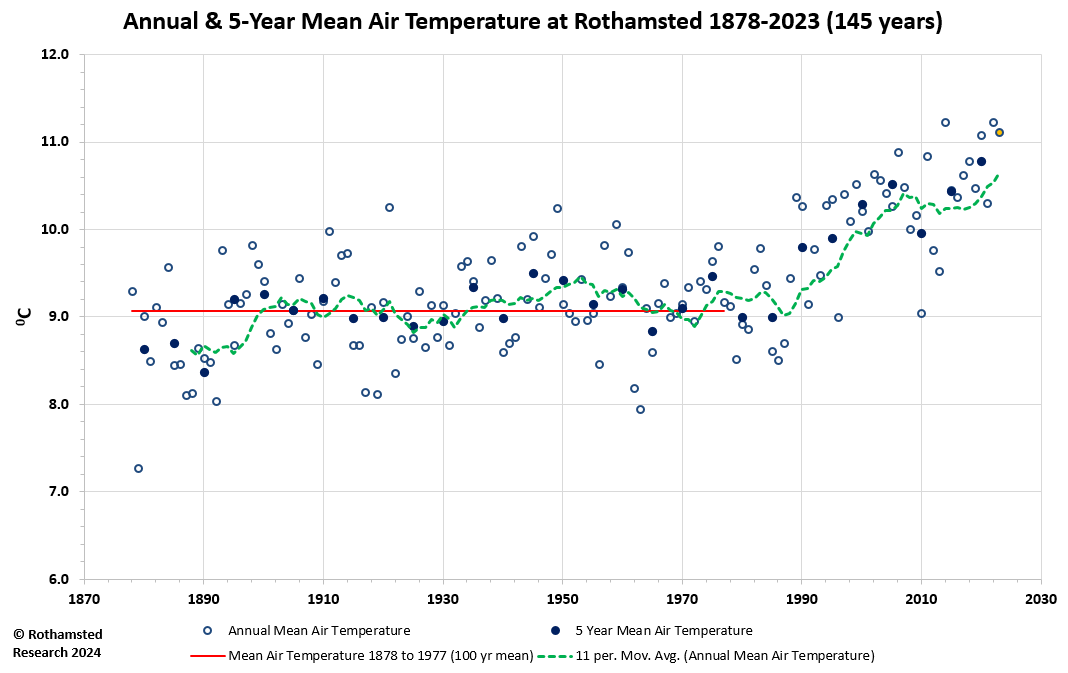 Annual & 5-Year Mean Air Temperature at Rothamsted 1878-2023 (145 years)
12.0
11.0
10.0
9.0
8.0
7.0
6.0
⁰C
1870 1890 1910 1930 1950 1970 1990 2010 2030
Annual Mean Air Temperature 5 Year Mean Air Temperature
Mean Air Temperature 1878 to 1977 (100 yr mean) 11 per. Mov. Avg. (Annual Mean Air Temperature)
© Rothamsted
Research 2024